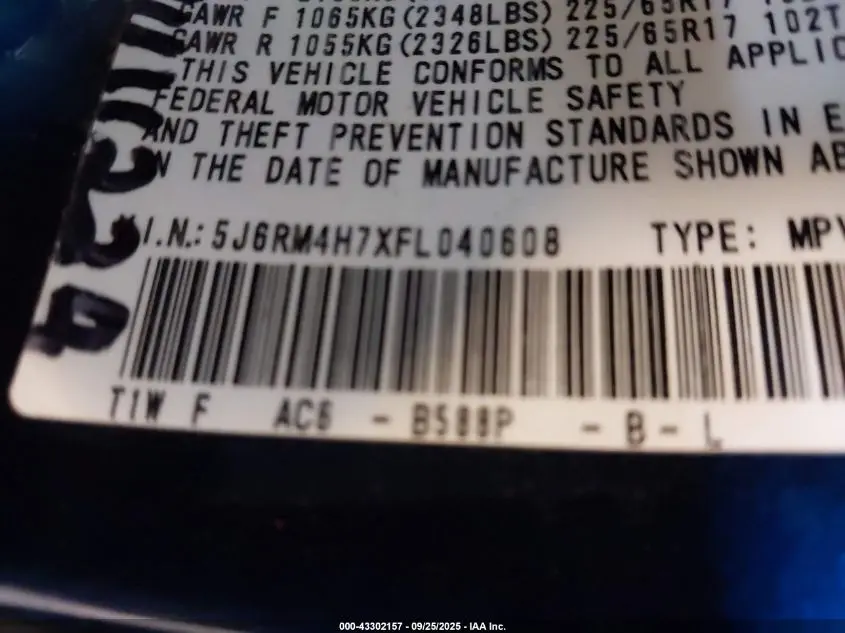 GAWR F 1065KG(2348LBS) 225/65R17
GAWR R 1055KG(2326LBS) 225/65R17 102T
THIS VEHICLE CONFORMS TO ALL APPLIC
FEDERAL MOTOR VEHICLE SAFETY
AND THEFT PREVENTION STANDARDS IN E
N THE DATE OF MANUFACTURE SHOWN AB
V.I.N.: 5J6RM4H7XFL040608 TYPE: MPV
T1W F AC6 - B588P - B - L
000-43302157 - 09/25/2025 - IAA Inc.